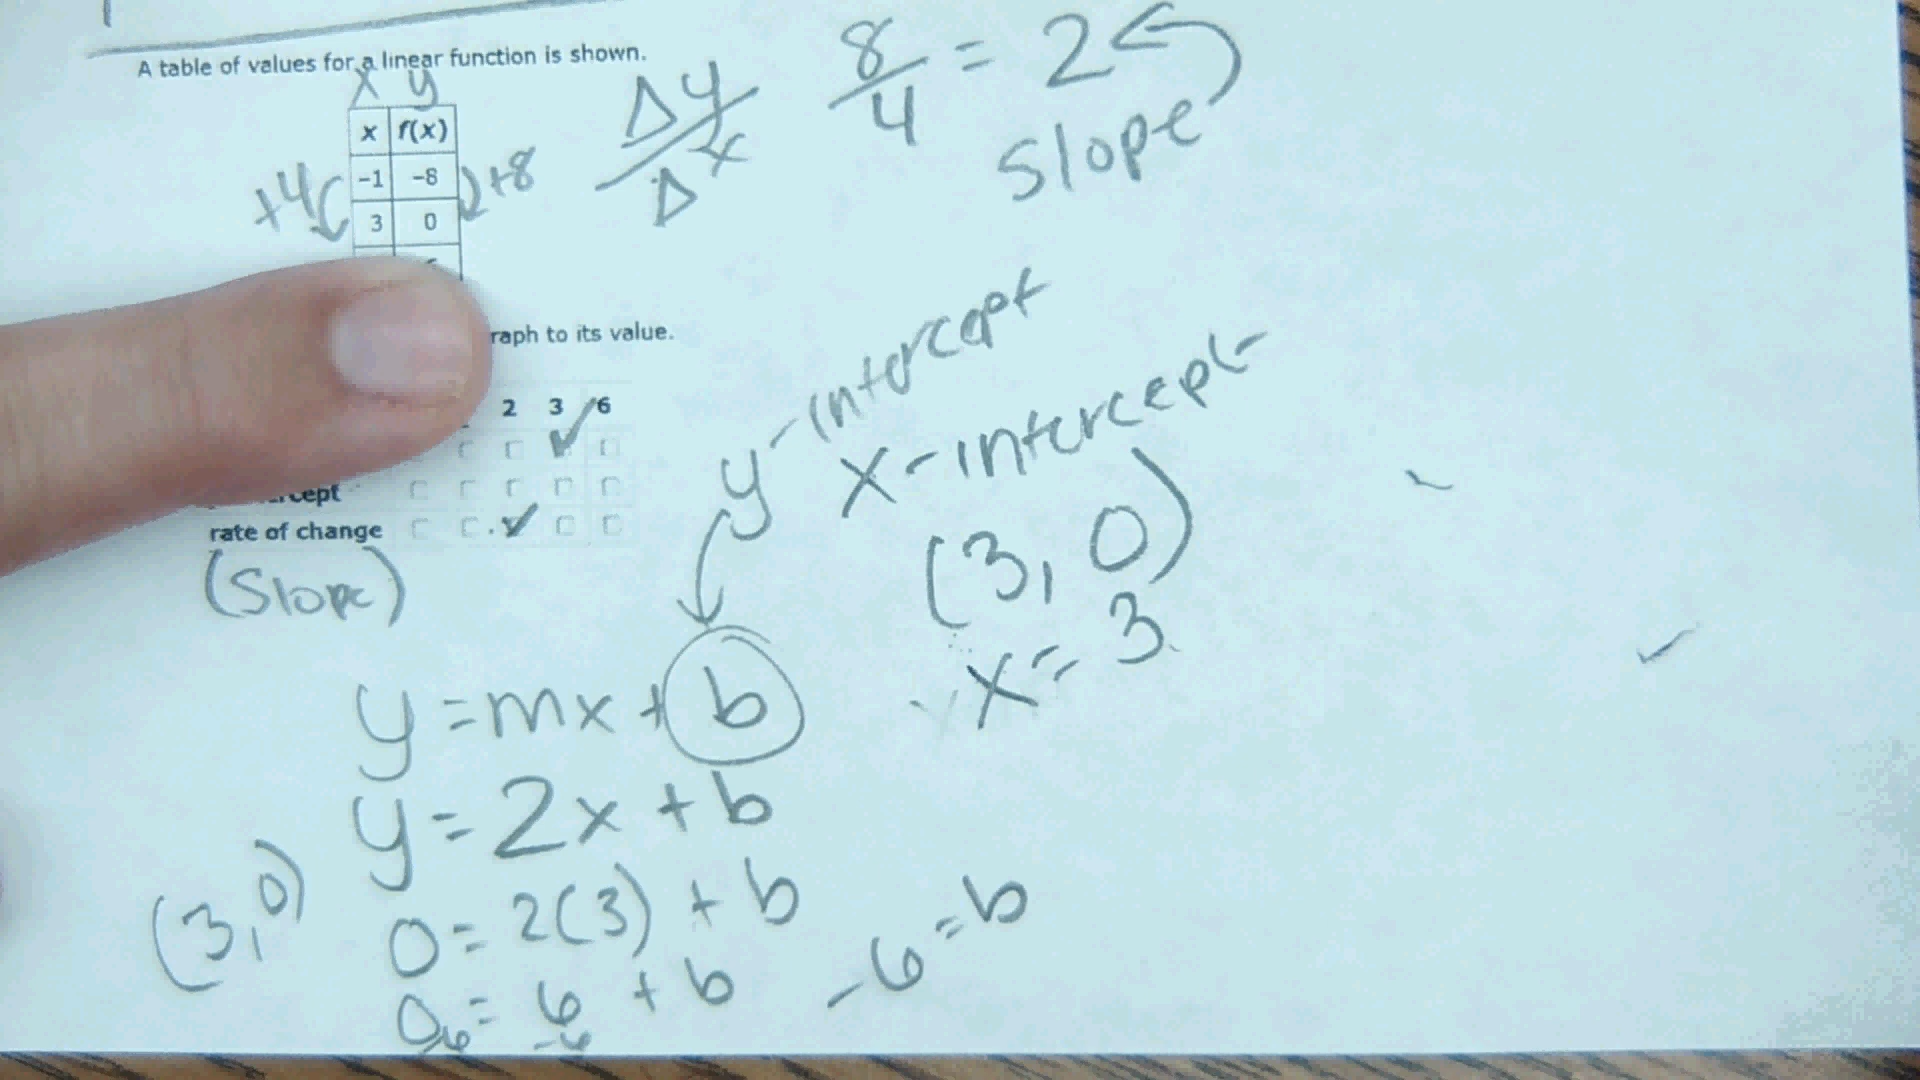 A table of values for a linear function is shown.
x y
x f(x)
-1 -8
3 0
+4
+8
Δy
Δx
8/4 = 2
Slope
raph to its value.
2 3 6
rate of change
(Slope)
y-intercept
x-intercept
(3, 0)
x = 3
y = mx + b
y = 2x + b
(3, 0)
0 = 2(3) + b
0 = 6 + b
-6 -6
-6 = b